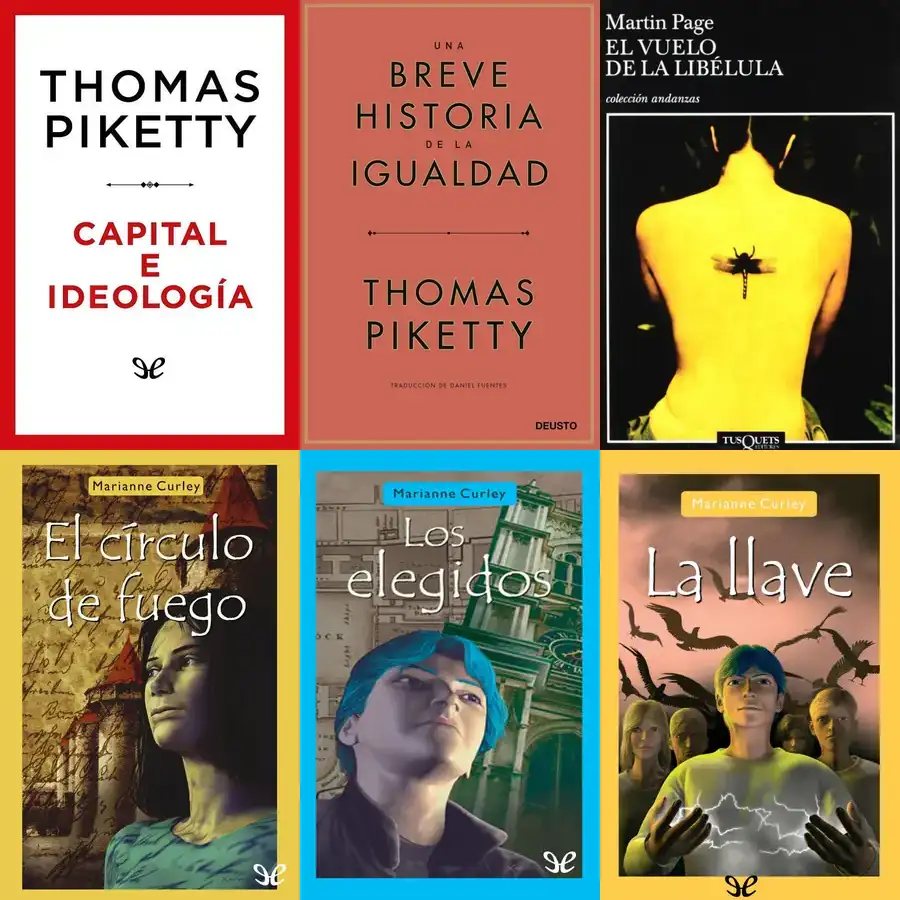 THOMAS
PIKETTY
CAPITAL
E
IDEOLOGÍA
UNA
BREVE
HISTORIA
DE LA
IGUALDAD
THOMAS
PIKETTY
TRADUCCIÓN DE DANIEL FUENTES
DEUSTO
Martin Page
EL VUELO
DE LA LIBÉLULA
colección andanzas
TUSQUETS
EDITORES
Marianne Curley
El círculo
de fuego
Marianne Curley
Los
elegidos
Marianne Curley
La llave